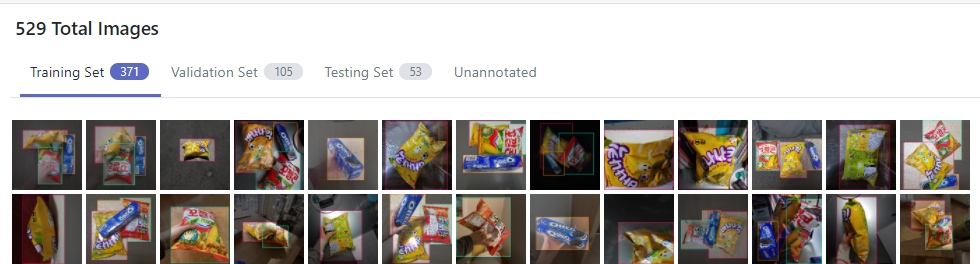 529 Total Images
Training Set 371 Validation Set 105 Testing Set 53 Unannotated